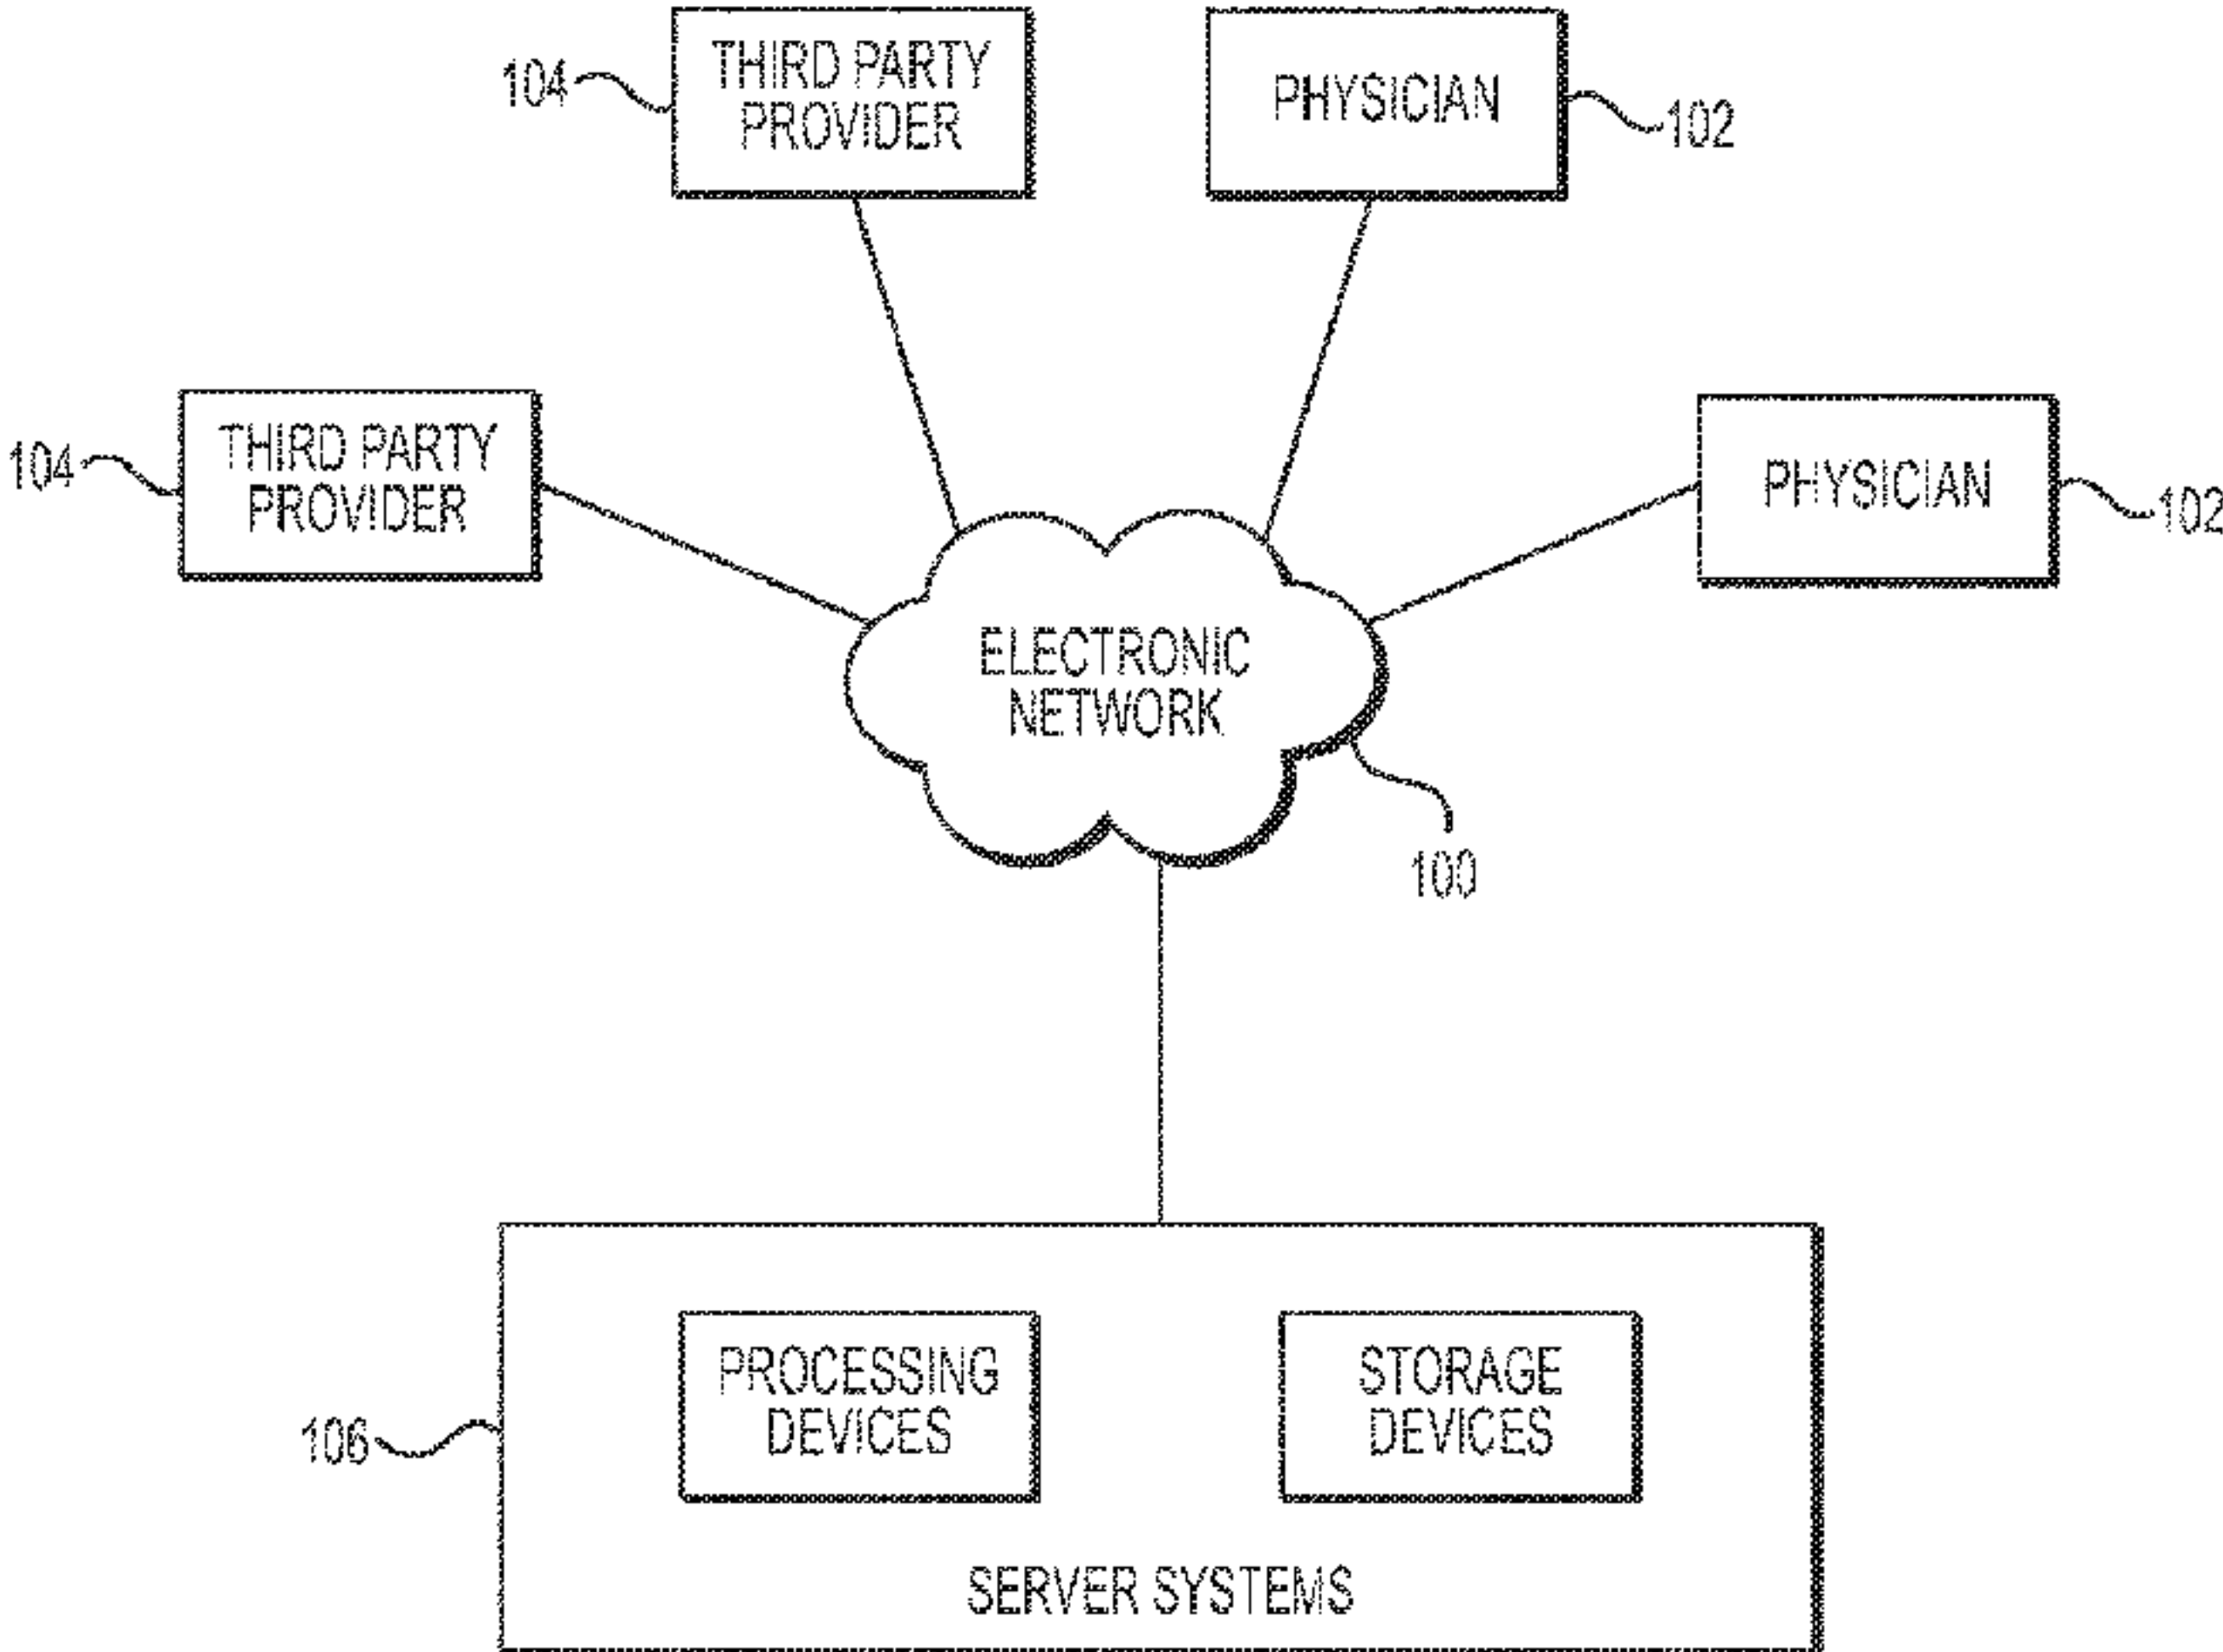 104
THIRD PARTY
PROVIDER
PHYSICIAN
102
104
THIRD PARTY
PROVIDER
PHYSICIAN
102
ELECTRONIC
NETWORK
100
106
PROCESSING
DEVICES
STORAGE
DEVICES
SERVER SYSTEMS